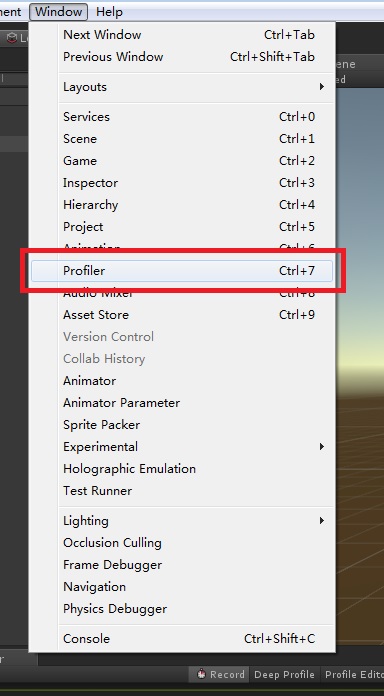 ment Window Help
Next Window Ctrl+Tab
Previous Window Ctrl+Shift+Tab
Layouts
Services Ctrl+0
Scene Ctrl+1
Game Ctrl+2
Inspector Ctrl+3
Hierarchy Ctrl+4
Project Ctrl+5
Animation Ctrl+6
Profiler Ctrl+7
Audio Mixer Ctrl+8
Asset Store Ctrl+9
Version Control
Collab History
Animator
Animator Parameter
Sprite Packer
Experimental
Holographic Emulation
Test Runner
Lighting
Occlusion Culling
Frame Debugger
Navigation
Physics Debugger
Console Ctrl+Shift+C
Record Deep Profile Profile Edito